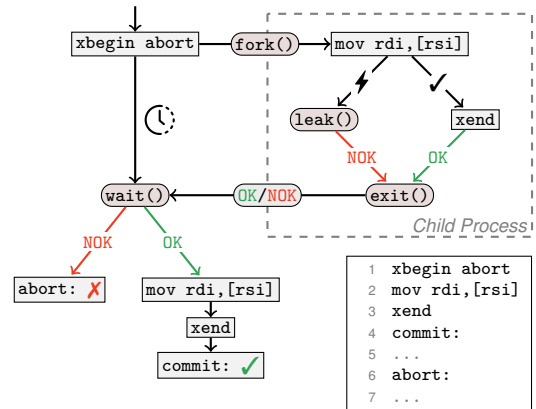 xbegin abort
fork()
mov rdi,[rsi]
leak()
xend
NOK
OK
wait()
OK/NOK
exit()
Child Process
NOK
OK
abort: ✗
mov rdi,[rsi]
xend
commit: ✓
1 xbegin abort
2 mov rdi,[rsi]
3 xend
4 commit:
5 ...
6 abort:
7 ...